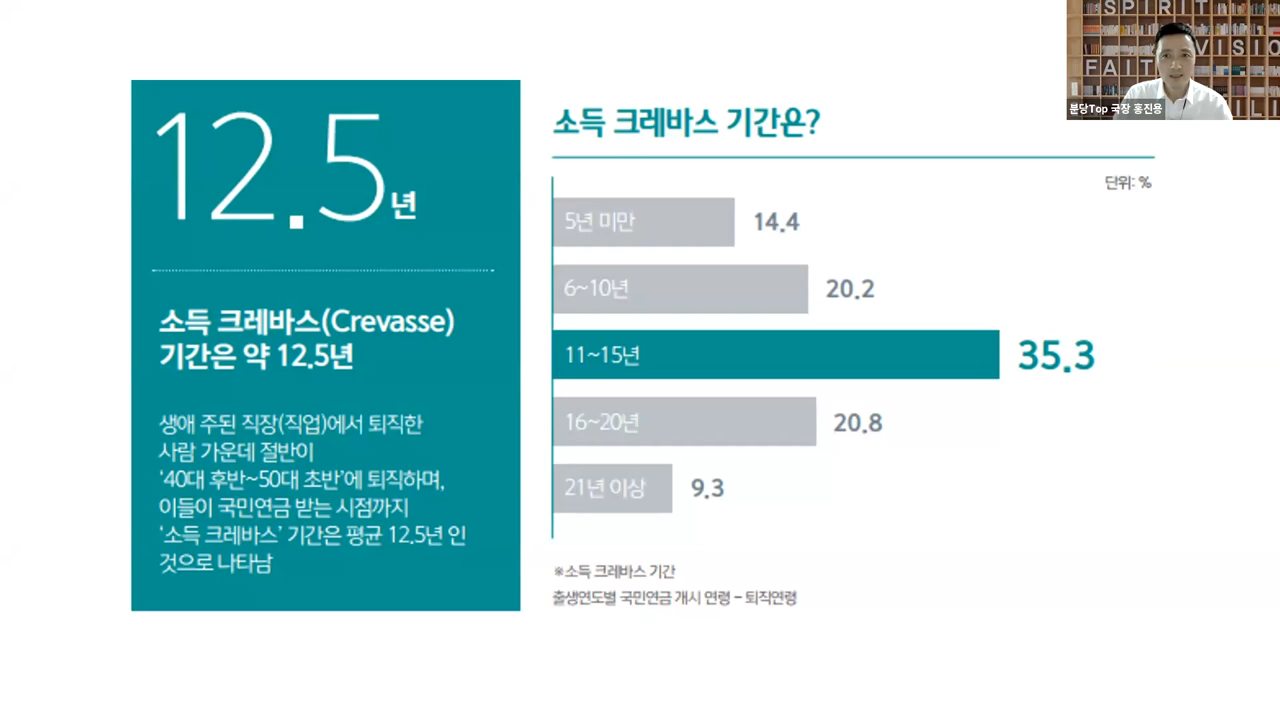 12.5년
소득 크레바스(Crevasse)
기간은 약 12.5년
생애 주된 직장(직업)에서 퇴직한
사람 가운데 절반이
‘40대 후반~50대 초반’에 퇴직하며,
이들이 국민연금 받는 시점까지
‘소득 크레바스’ 기간은 평균 12.5년 인
것으로 나타남
소득 크레바스 기간은?
단위: %
5년 미만 14.4
6~10년 20.2
11~15년 35.3
16~20년 20.8
21년 이상 9.3
※소득 크레바스 기간
출생연도별 국민연금 개시 연령 – 퇴직연령
SPIRIT
VISIO
FAIT
ILI
분당Top 국장 홍진용